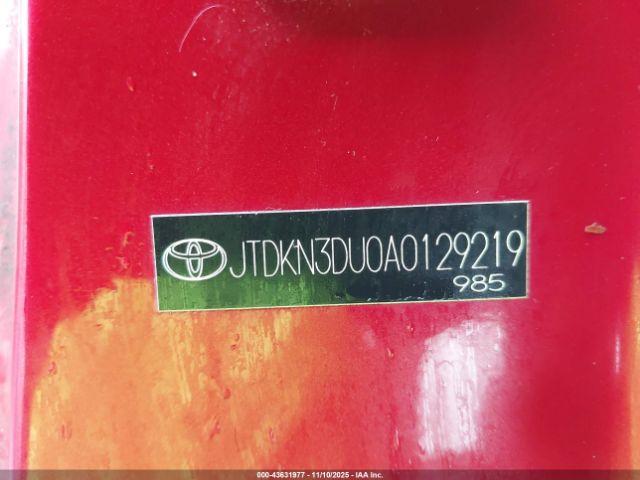 JTDKN3DU0A0129219
985
000-43631977 - 11/10/2025 - IAA Inc.